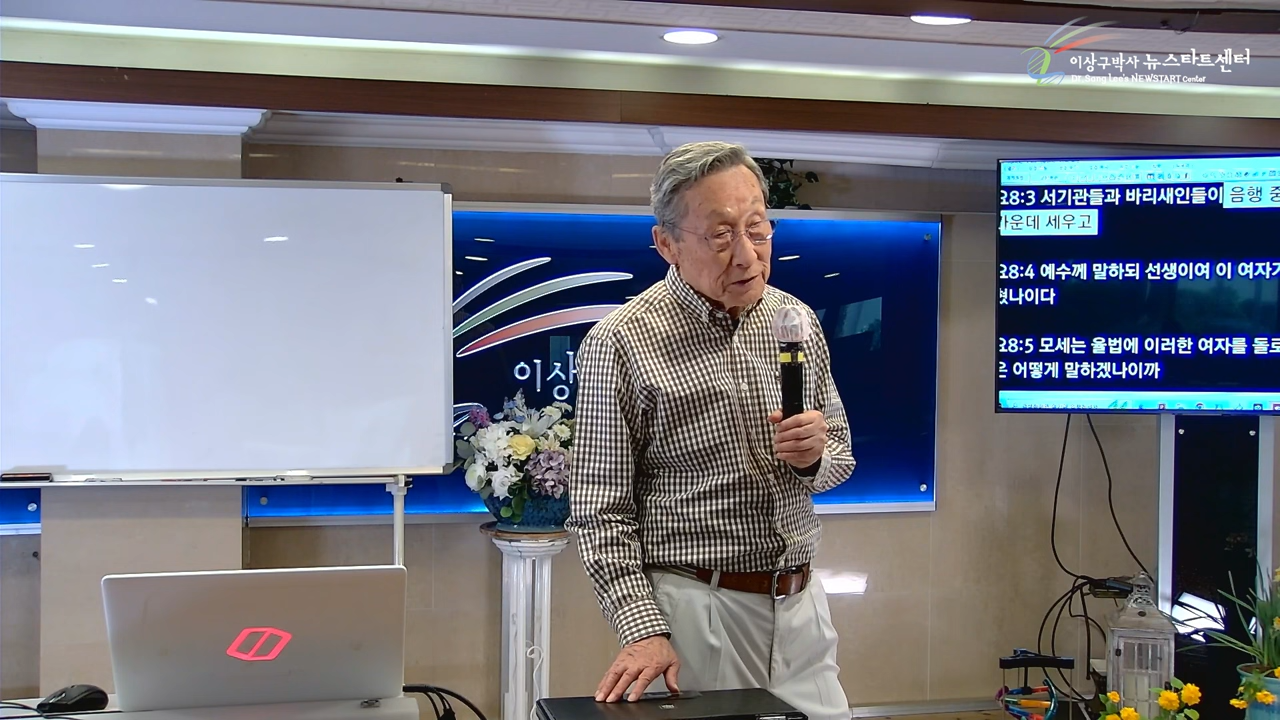 이상구박사 뉴스타트센터
Dr. Sang Lee's NEWSTART Center
요8:3 서기관들과 바리새인들이 음행 중
가운데 세우고
요8:4 예수께 말하되 선생이여 이 여자가
혔나이다
요8:5 모세는 율법에 이러한 여자를 돌로
은 어떻게 말하겠나이까
이상